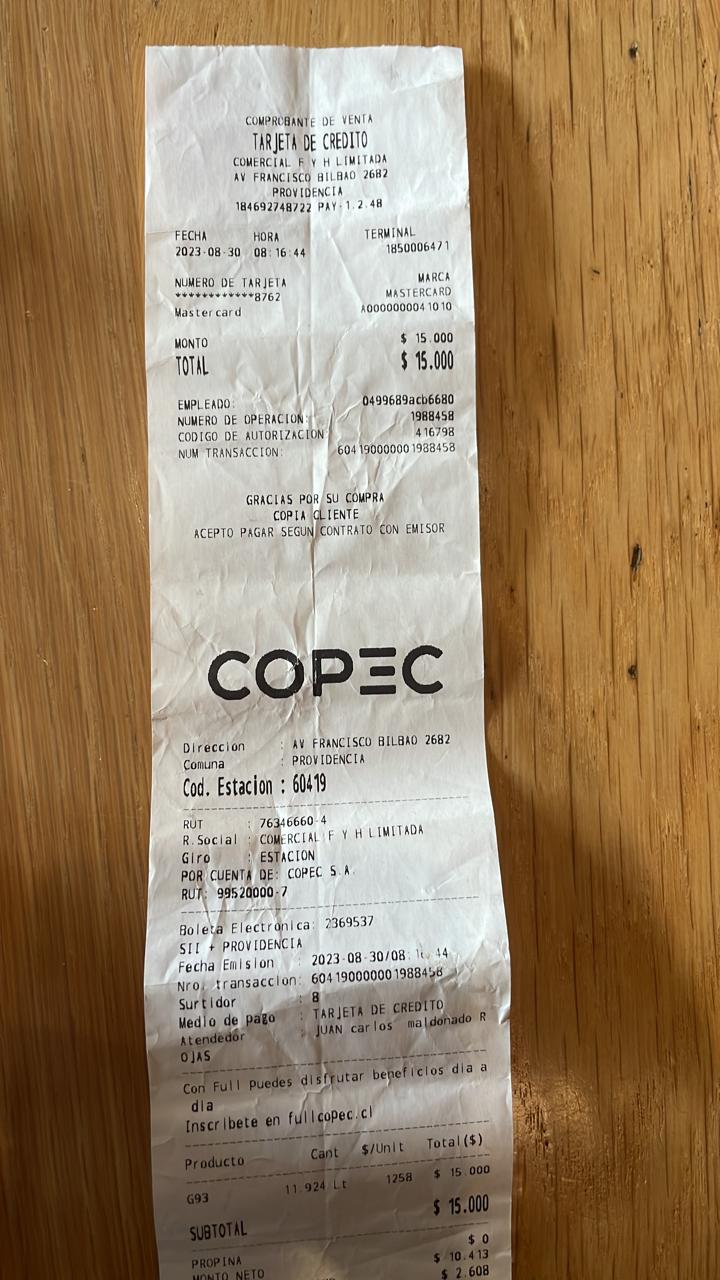 COMPROBANTE DE VENTA
TARJETA DE CREDITO
COMERCIAL F Y H LIMITADA
AV FRANCISCO BILBAO 2682
PROVIDENCIA
184692748722 PAY-1.2.48
FECHA HORA TERMINAL
2023-08-30 08:16:44 1850006471
NUMERO DE TARJETA MARCA
************8762 MASTERCARD
Mastercard A0000000041010
MONTO $ 15.000
TOTAL $ 15.000
EMPLEADO: 0499689acb6680
NUMERO DE OPERACION: 1988458
CODIGO DE AUTORIZACION: 416798
NUM TRANSACCION: 604190000001988458
GRACIAS POR SU COMPRA
COPIA CLIENTE
ACEPTO PAGAR SEGUN CONTRATO CON EMISOR
COPEC
Direccion : AV FRANCISCO BILBAO 2682
Comuna : PROVIDENCIA
Cod. Estacion : 60419
RUT : 76346660-4
R.Social : COMERCIAL F Y H LIMITADA
Giro : ESTACION
POR CUENTA DE: COPEC S.A.
RUT: 99520000-7
Boleta Electronica: 2369537
SII + PROVIDENCIA
Fecha Emision : 2023-08-30/08:16:44
Nro. transaccion: 604190000001988458
Surtidor : 8
Medio de pago : TARJETA DE CREDITO
Atendedor : JUAN carlos maldonado R
OJAS
Con Full Puedes disfrutar beneficios dia a
dia
Inscribete en fullcopec.cl
Producto Cant $/Unit Total($)
G93 11.924 Lt 1258 $ 15.000
SUBTOTAL $ 15.000
PROPINA $ 0
MONTO NETO $ 10.413
$ 2.608